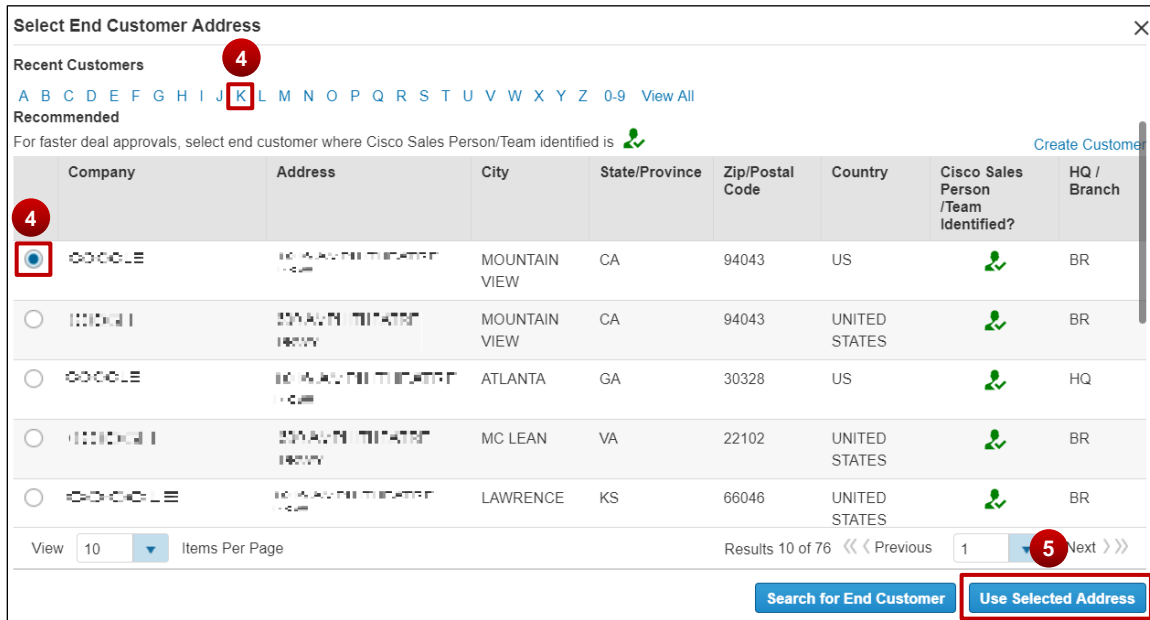 Select End Customer Address
Recent Customers
4
A B C D E F G H I J K L M N O P Q R S T U V W X Y Z 0-9 View All
Recommended
For faster deal approvals, select end customer where Cisco Sales Person/Team identified is
Create Customer
Company Address City State/Province Zip/Postal Code Country Cisco Sales Person /Team Identified? HQ / Branch
4
MOUNTAIN VIEW CA 94043 US BR
MOUNTAIN VIEW CA 94043 UNITED STATES BR
ATLANTA GA 30328 US HQ
MC LEAN VA 22102 UNITED STATES BR
LAWRENCE KS 66046 UNITED STATES BR
View 10 Items Per Page Results 10 of 76 Previous 1 5 Next
Search for End Customer Use Selected Address